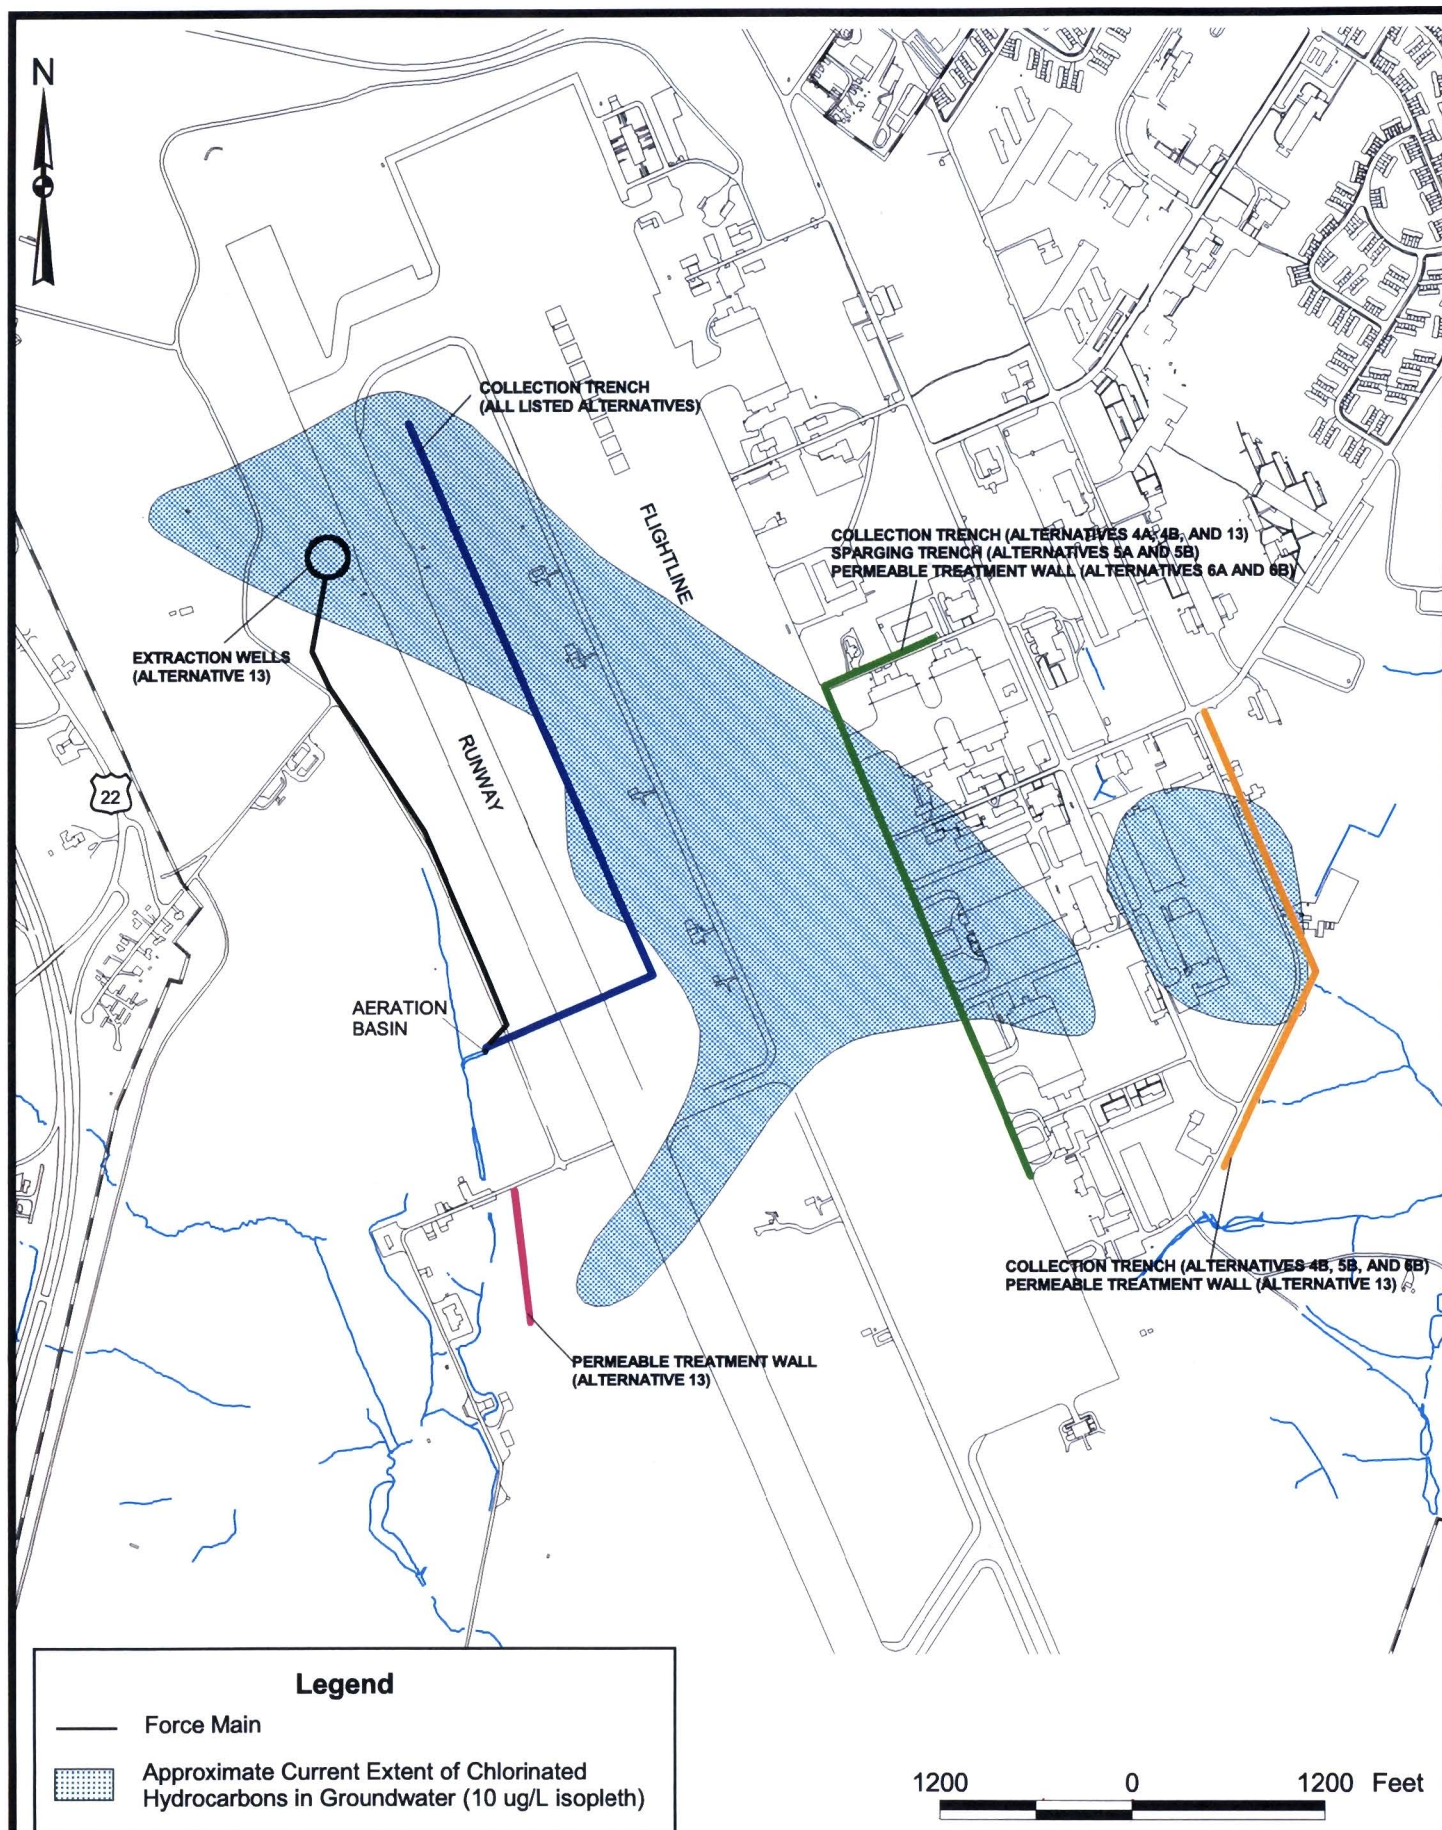 N
COLLECTION TRENCH
(ALL LISTED ALTERNATIVES)
FLIGHTLINE
COLLECTION TRENCH (ALTERNATIVES 4A, 4B, AND 13)
SPARGING TRENCH (ALTERNATIVES 5A AND 5B)
PERMEABLE TREATMENT WALL (ALTERNATIVES 6A AND 6B)
EXTRACTION WELLS
(ALTERNATIVE 13)
RUNWAY
22
AERATION
BASIN
COLLECTION TRENCH (ALTERNATIVES 4B, 5B, AND 6B)
PERMEABLE TREATMENT WALL (ALTERNATIVE 13)
PERMEABLE TREATMENT WALL
(ALTERNATIVE 13)
Legend
Force Main
Approximate Current Extent of Chlorinated
Hydrocarbons in Groundwater (10 ug/L isopleth)
1200 0 1200 Feet